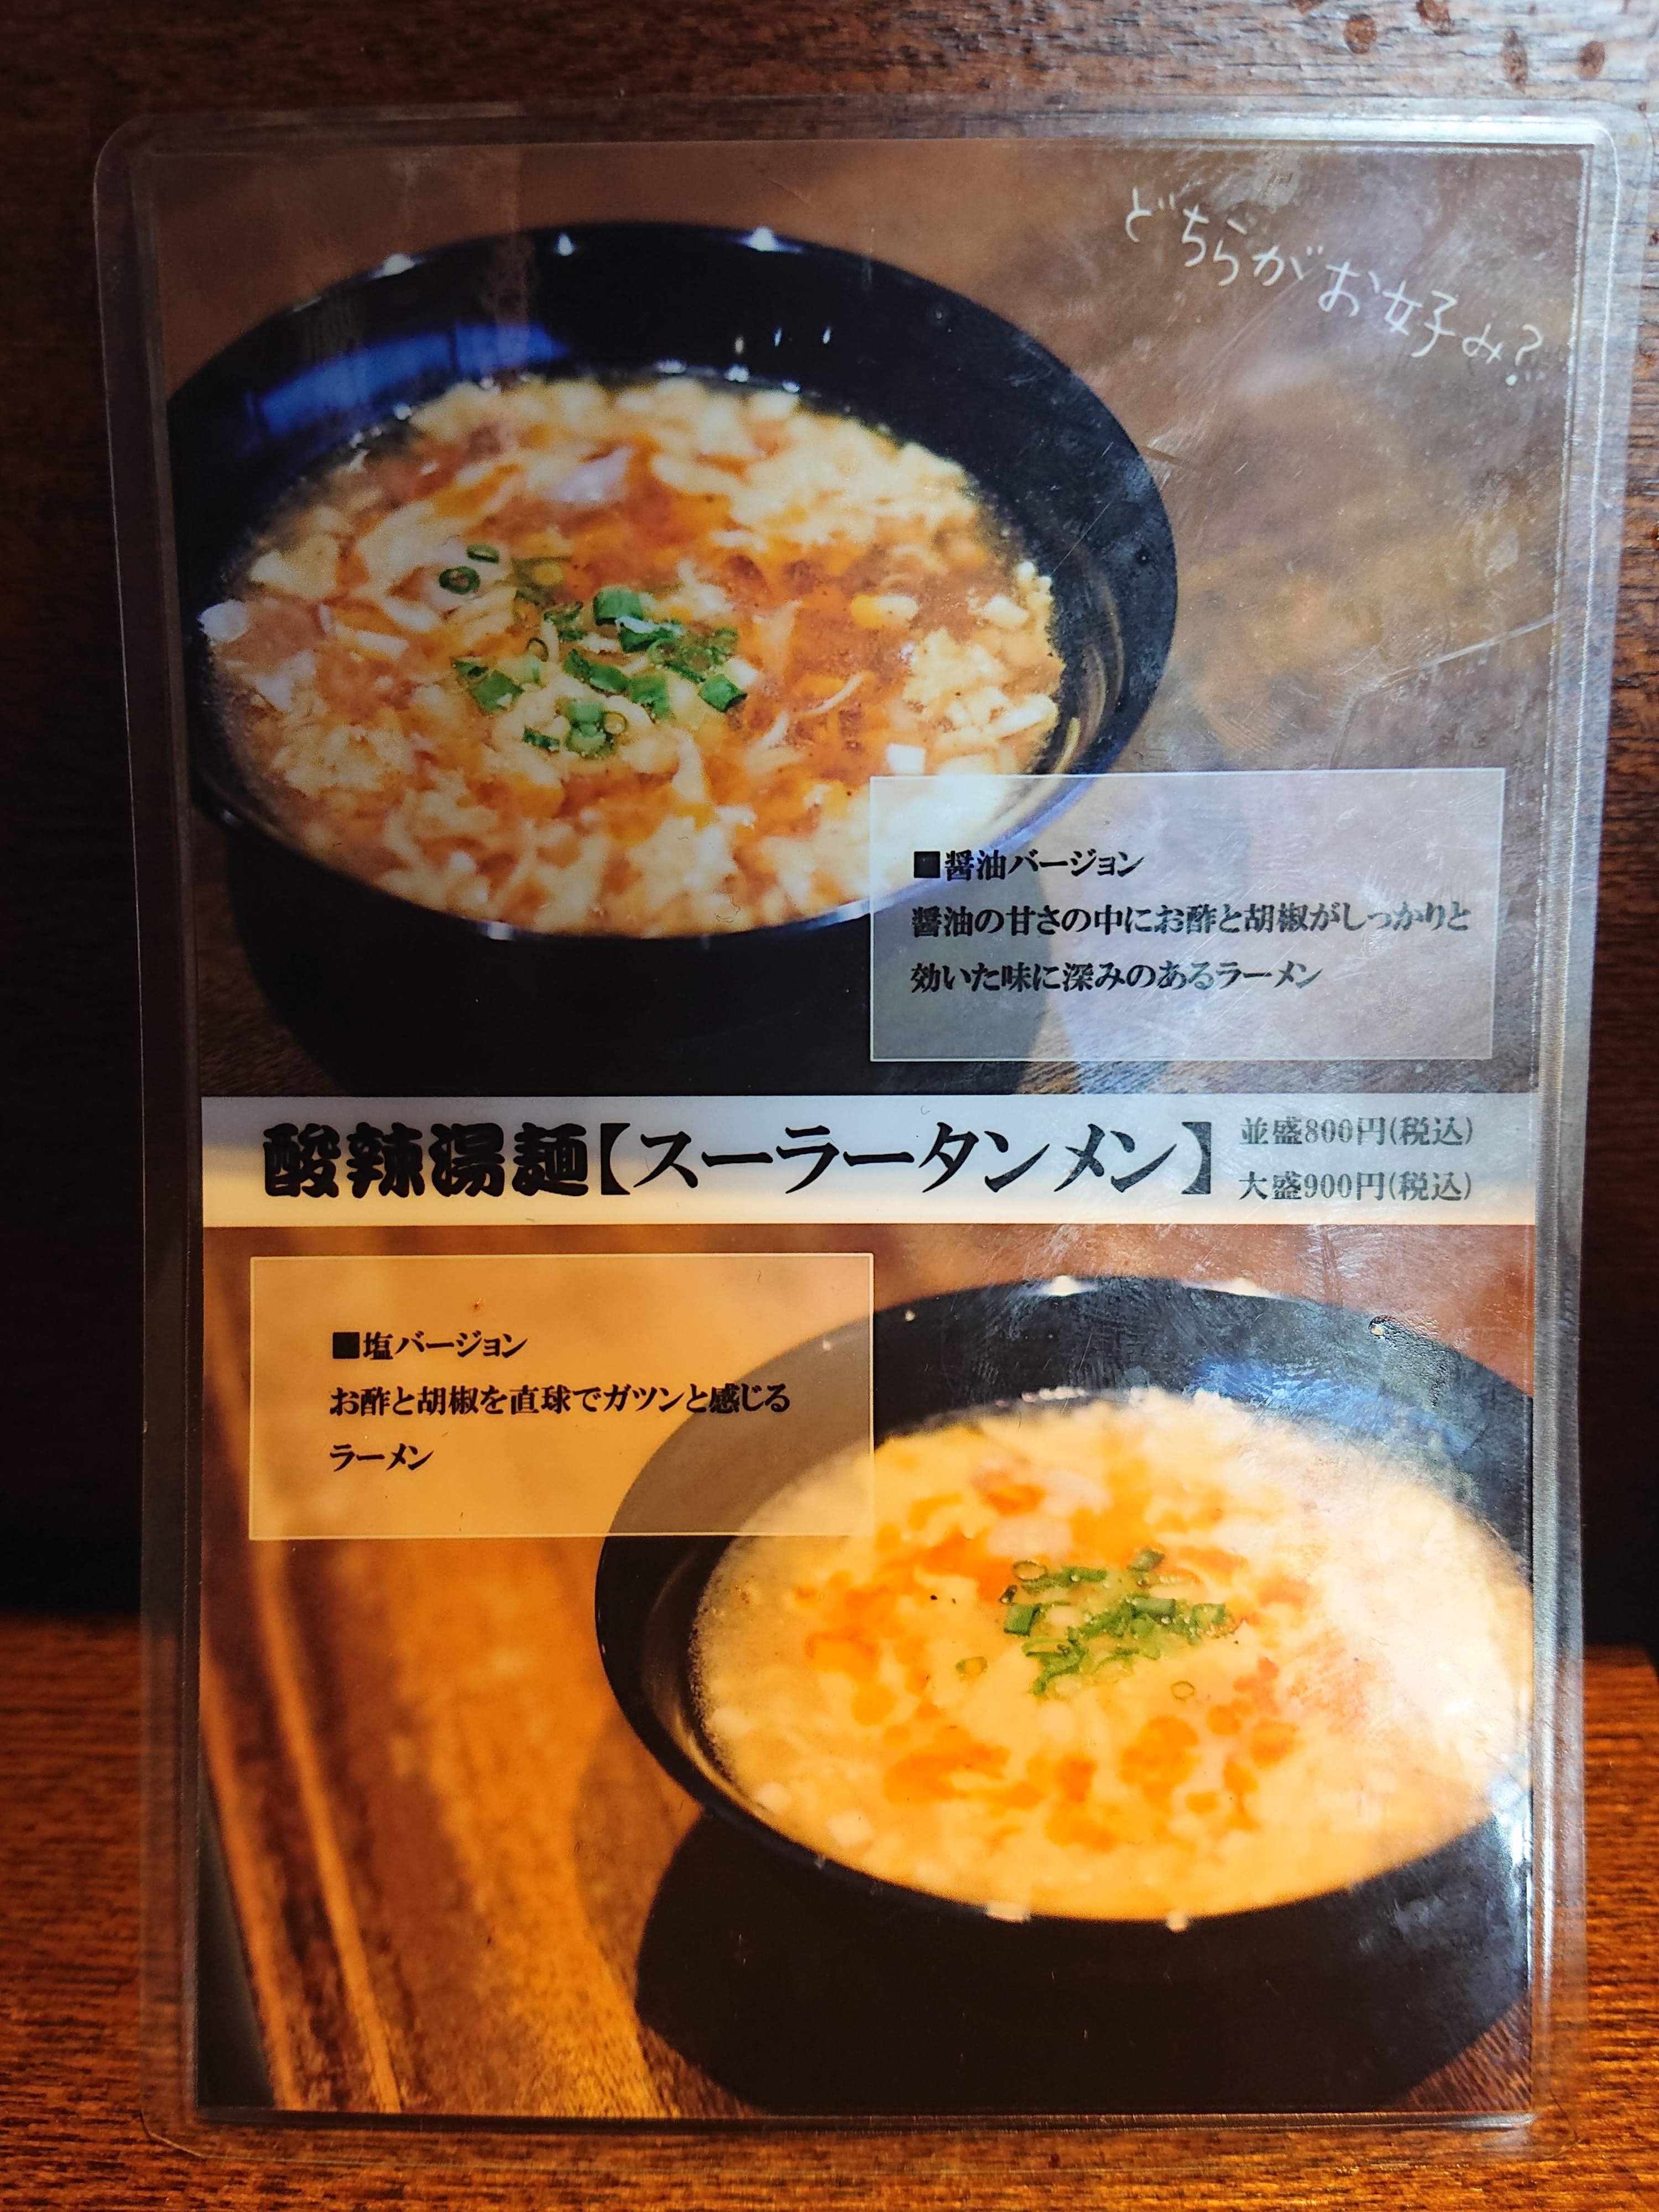 どちらがお好み?
■醤油バージョン
醤油の甘さの中にお酢と胡椒がしっかりと
効いた味に深みのあるラーメン
酸辣湯麺【スーラータンメン】
並盛800円(税込)
大盛900円(税込)
■塩バージョン
お酢と胡椒を直球でガツンと感じる
ラーメン